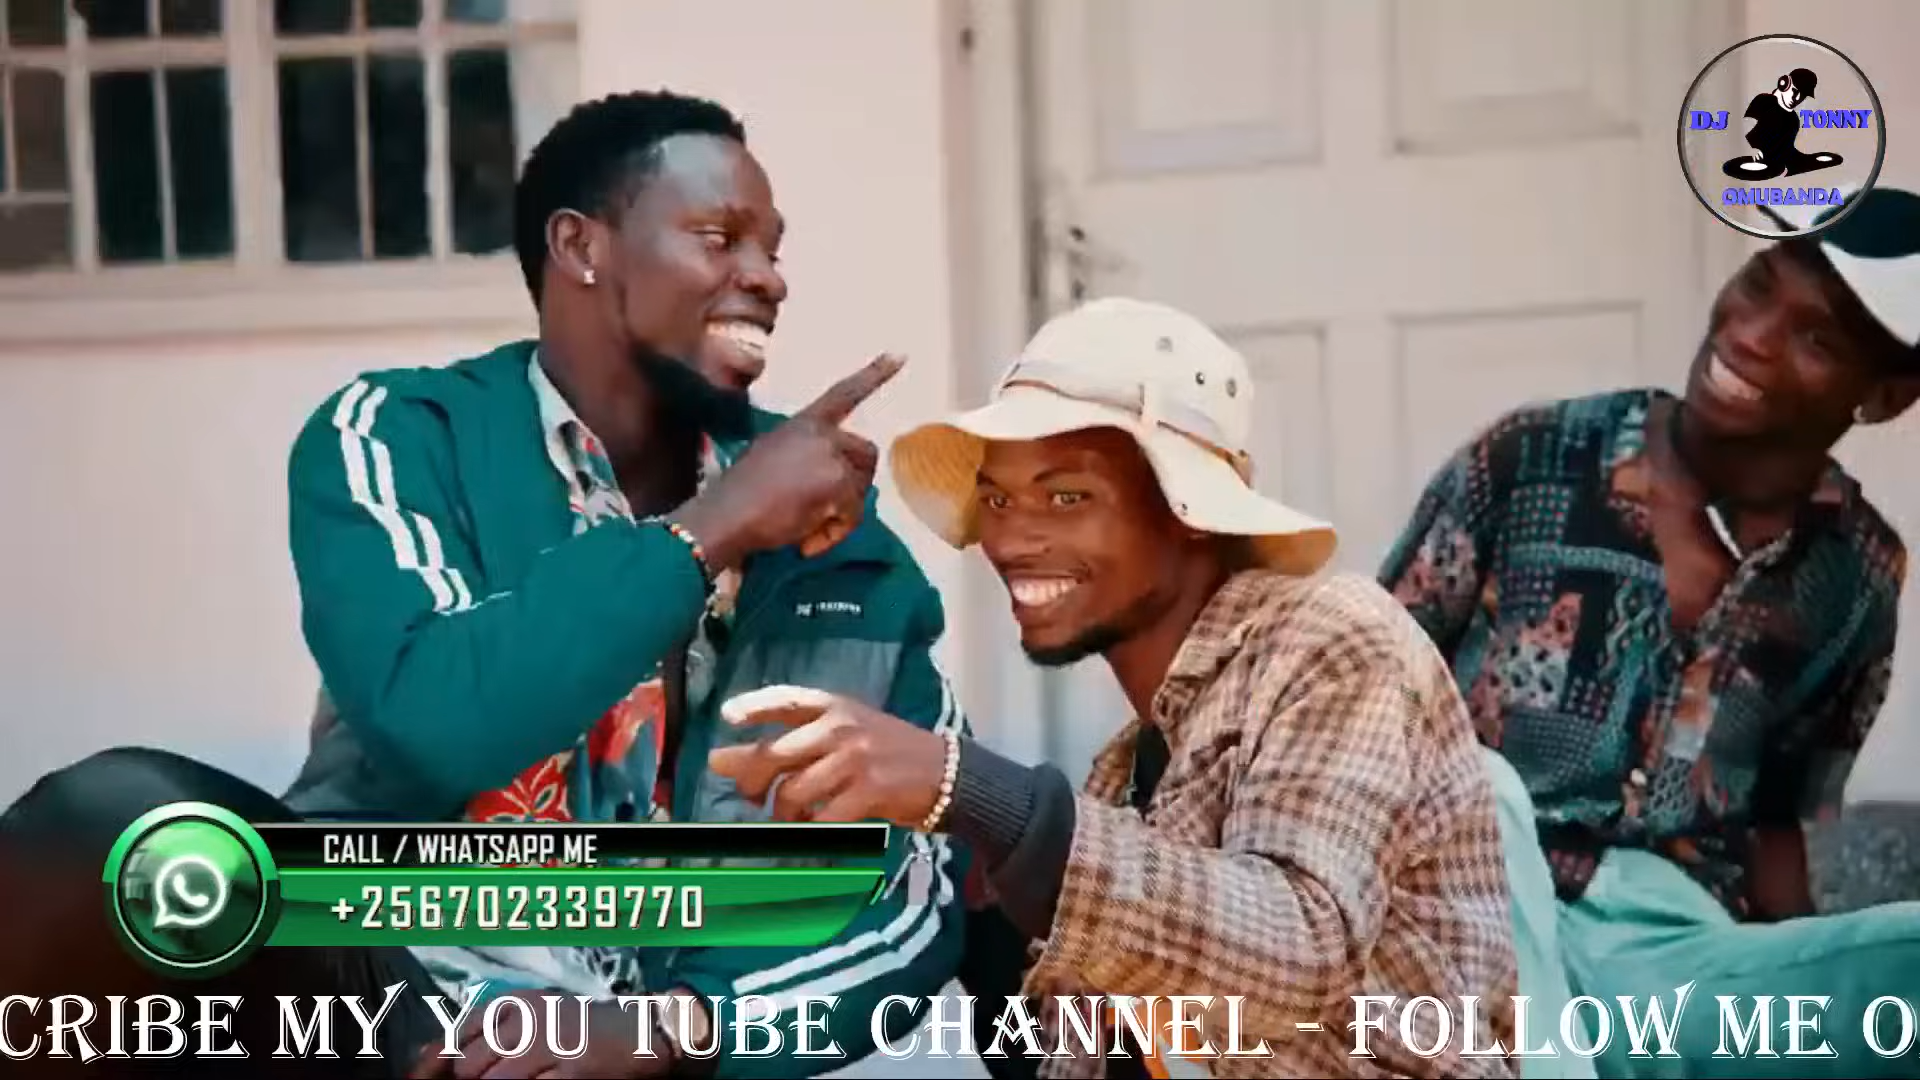 DJ TONNY
OMUBANDA
CALL / WHATSAPP ME
+256702339770
CRIBE MY YOU TUBE CHANNEL - FOLLOW ME O